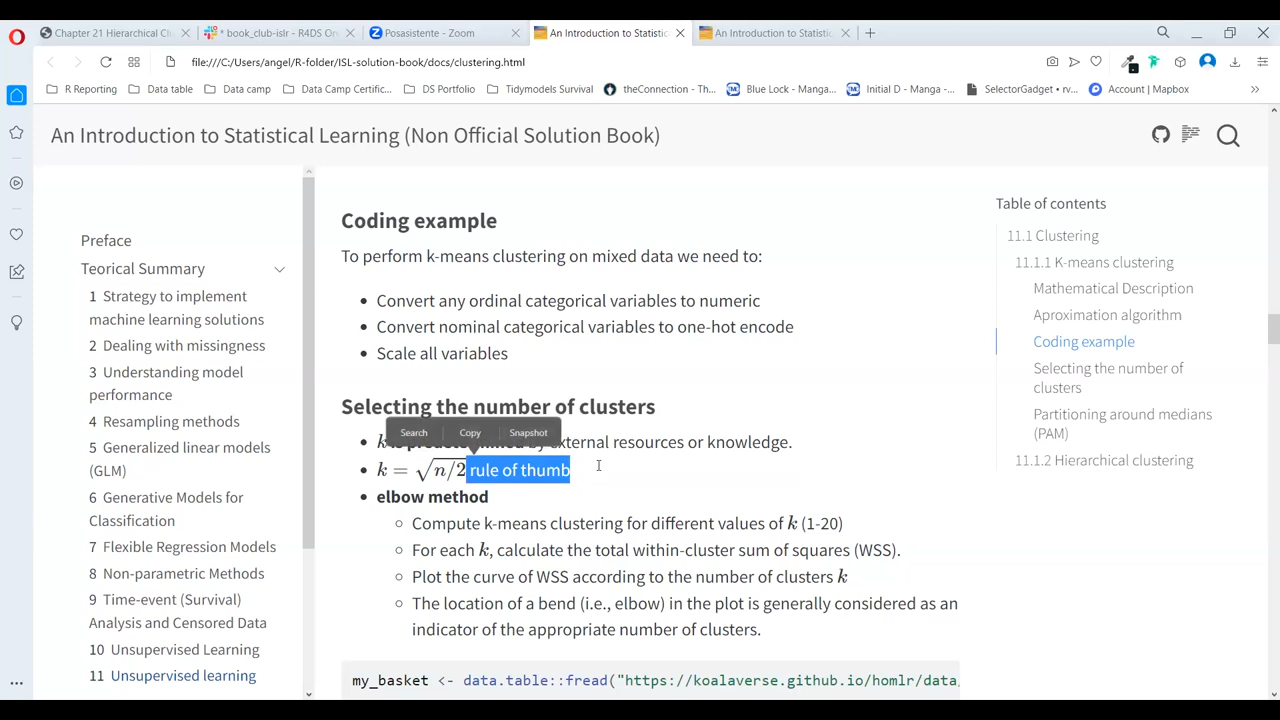 Chapter 21 Hierarchical Cl
* book_club-islr - R4DS On
Posasistente - Zoom
An Introduction to Statistic
An Introduction to Statistic
file:///C:/Users/angel/R-folder/ISL-solution-book/docs/clustering.html
R Reporting
Data table
Data camp
Data Camp Certific...
DS Portfolio
Tidymodels Survival
theConnection - Th...
Blue Lock - Manga...
Initial D - Manga -...
SelectorGadget • rv...
Account | Mapbox
An Introduction to Statistical Learning (Non Official Solution Book)
Preface
Teorical Summary
1 Strategy to implement
machine learning solutions
2 Dealing with missingness
3 Understanding model
performance
4 Resampling methods
5 Generalized linear models
(GLM)
6 Generative Models for
Classification
7 Flexible Regression Models
8 Non-parametric Methods
9 Time-event (Survival)
Analysis and Censored Data
10 Unsupervised Learning
11 Unsupervised learning
Coding example
To perform k-means clustering on mixed data we need to:
• Convert any ordinal categorical variables to numeric
• Convert nominal categorical variables to one-hot encode
• Scale all variables
Selecting the number of clusters
Search Copy Snapshot
• k by external resources or knowledge.
• k = √n/2 rule of thumb
• elbow method
◦ Compute k-means clustering for different values of k (1-20)
◦ For each k, calculate the total within-cluster sum of squares (WSS).
◦ Plot the curve of WSS according to the number of clusters k
◦ The location of a bend (i.e., elbow) in the plot is generally considered as an
indicator of the appropriate number of clusters.
my_basket <- data.table::fread("https://koalaverse.github.io/homlr/data,
Table of contents
11.1 Clustering
11.1.1 K-means clustering
Mathematical Description
Aproximation algorithm
Coding example
Selecting the number of
clusters
Partitioning around medians
(PAM)
11.1.2 Hierarchical clustering